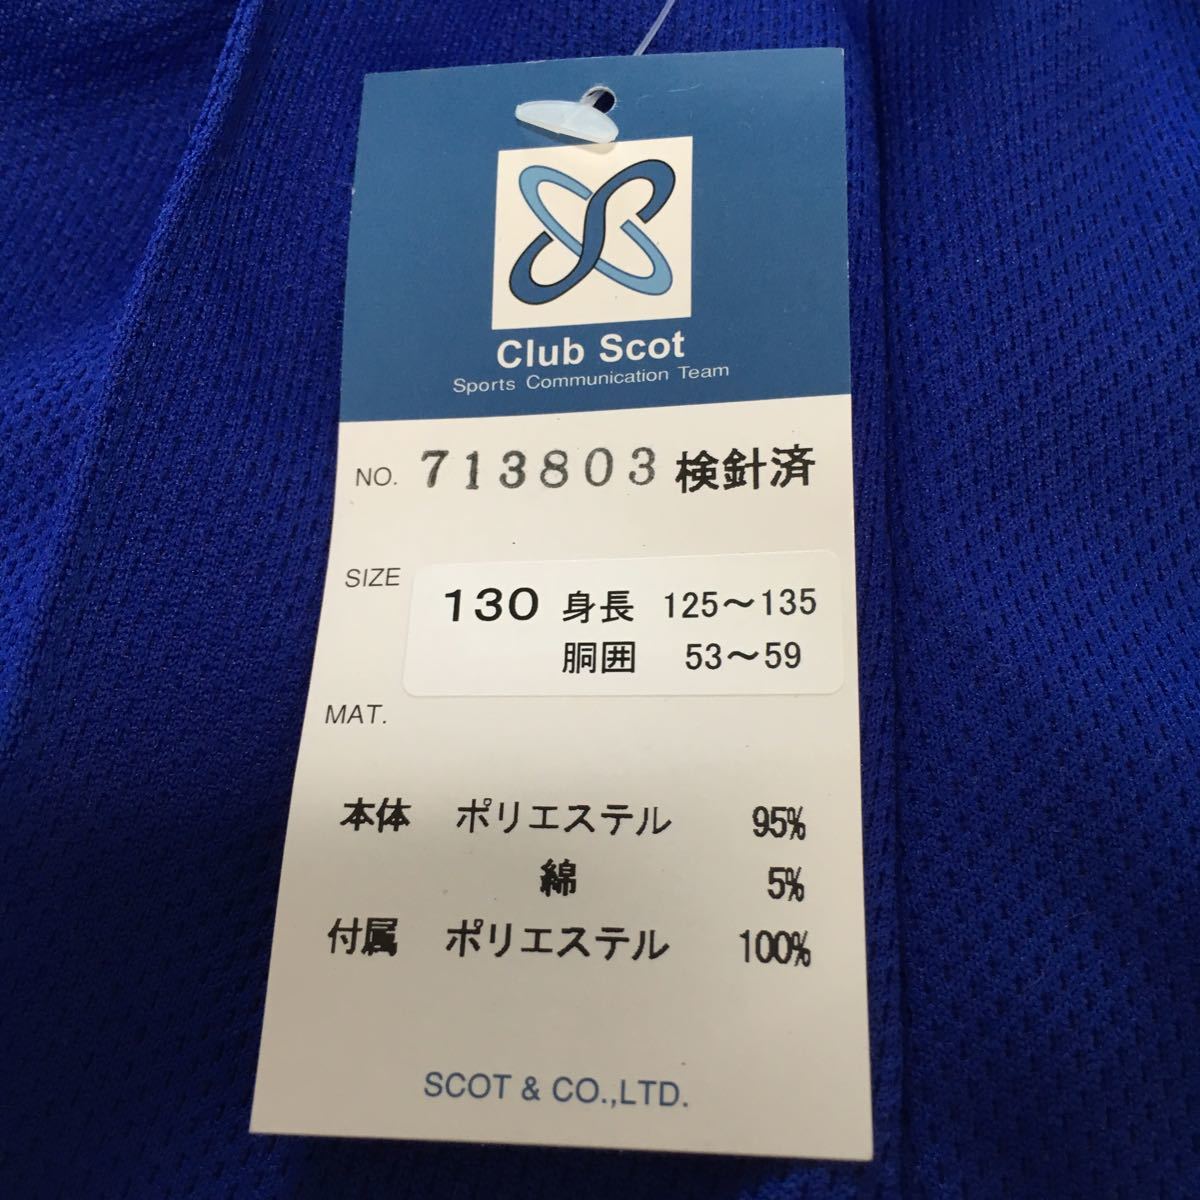 Club Scot
Sports Communication Team
NO. 713803 検針済
SIZE 130 身長 125～135
胴囲 53～59
MAT.
本体 ポリエステル 95%
綿 5%
付属 ポリエステル 100%
SCOT & CO.,LTD.